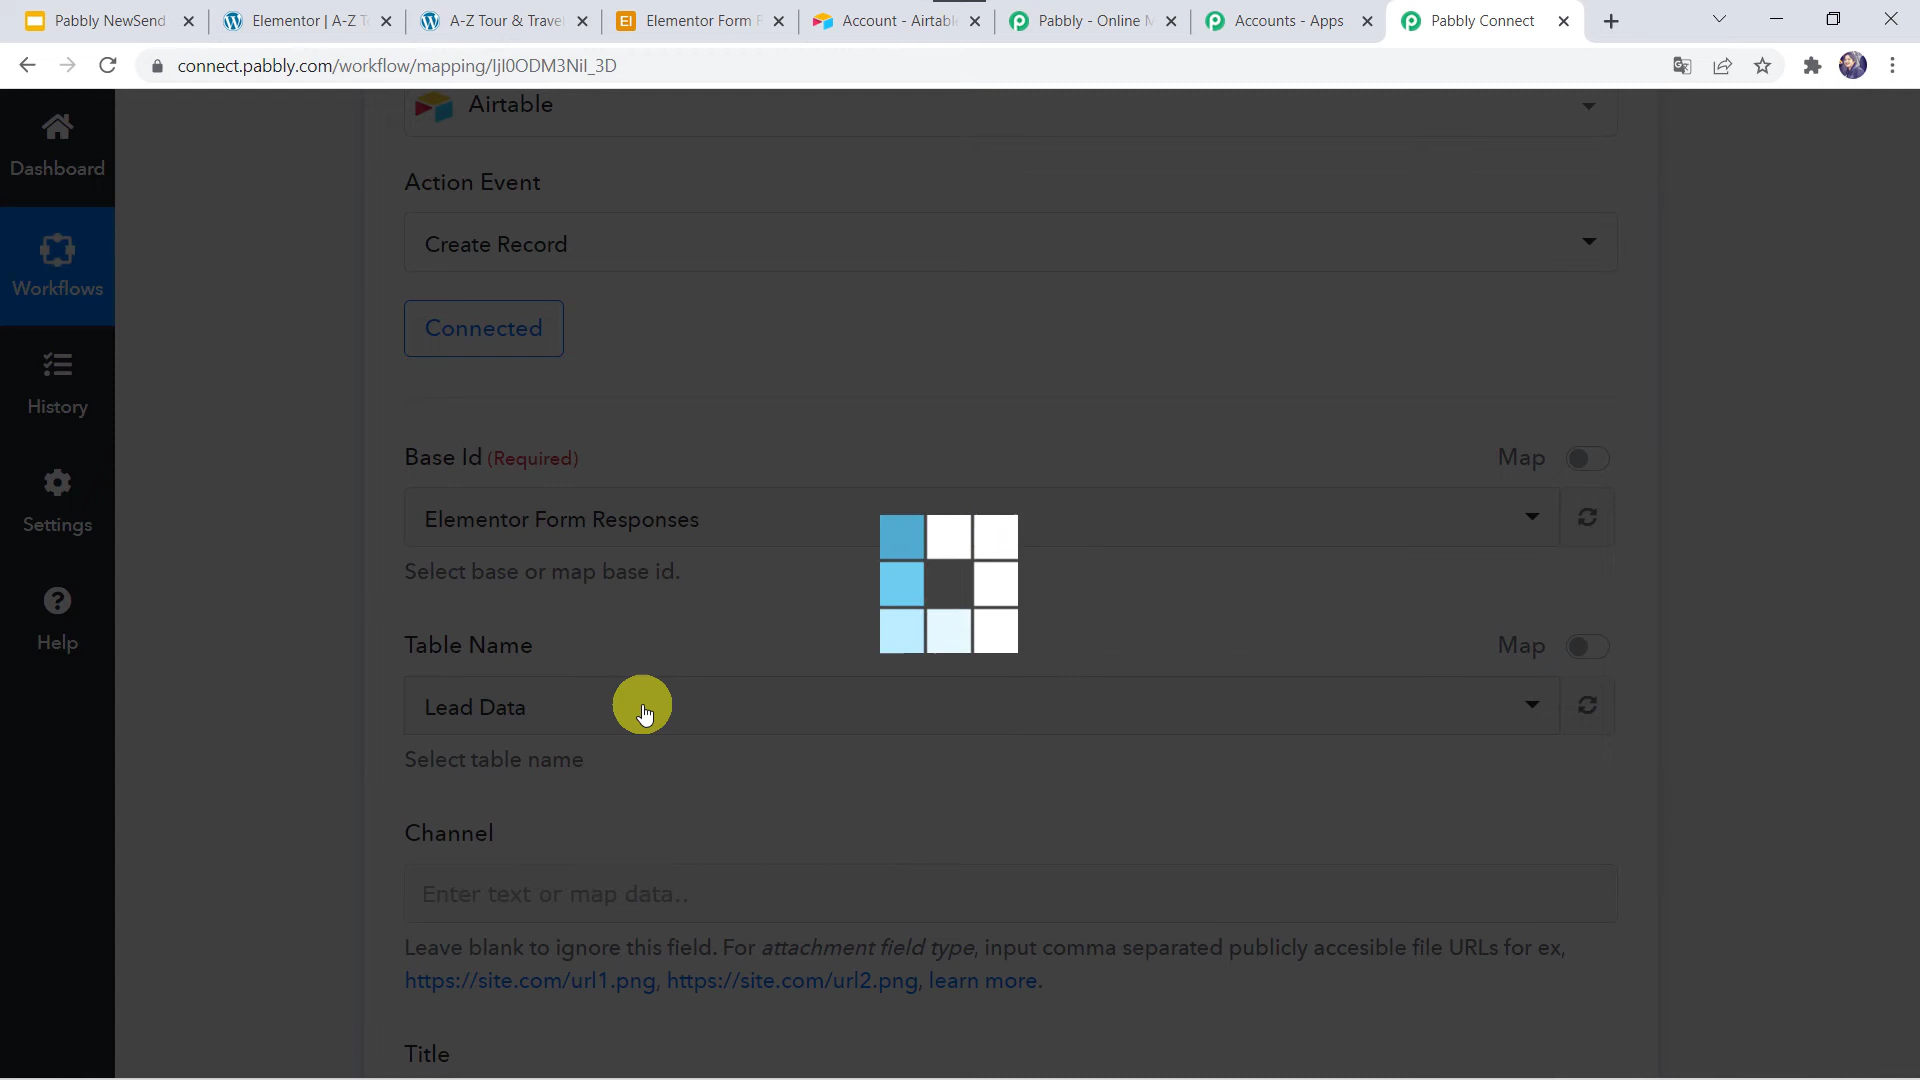 Pabbly NewSend
Elementor | A-Z T
A-Z Tour & Trave
Elementor Form F
Account - Airtabl
Pabbly - Online M
Accounts - Apps
Pabbly Connect
connect.pabbly.com/workflow/mapping/IjI0ODM3NiI_3D
Dashboard
Workflows
History
Settings
Help
Airtable
Action Event
Create Record
Connected
Base Id (Required)
Map
Elementor Form Responses
Select base or map base id.
Table Name
Map
Lead Data
Select table name
Channel
Enter text or map data..
Leave blank to ignore this field. For attachment field type, input comma separated publicly accesible file URLs for ex,
https://site.com/url1.png, https://site.com/url2.png, learn more.
Title